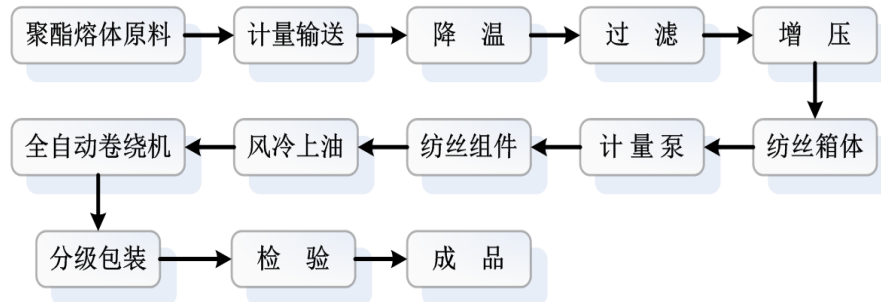 聚酯熔体原料 计量输送 降 温 过 滤 增 压
全自动卷绕机 风冷上油 纺丝组件 计 量 泵 纺丝箱体
分级包装 检 验 成 品